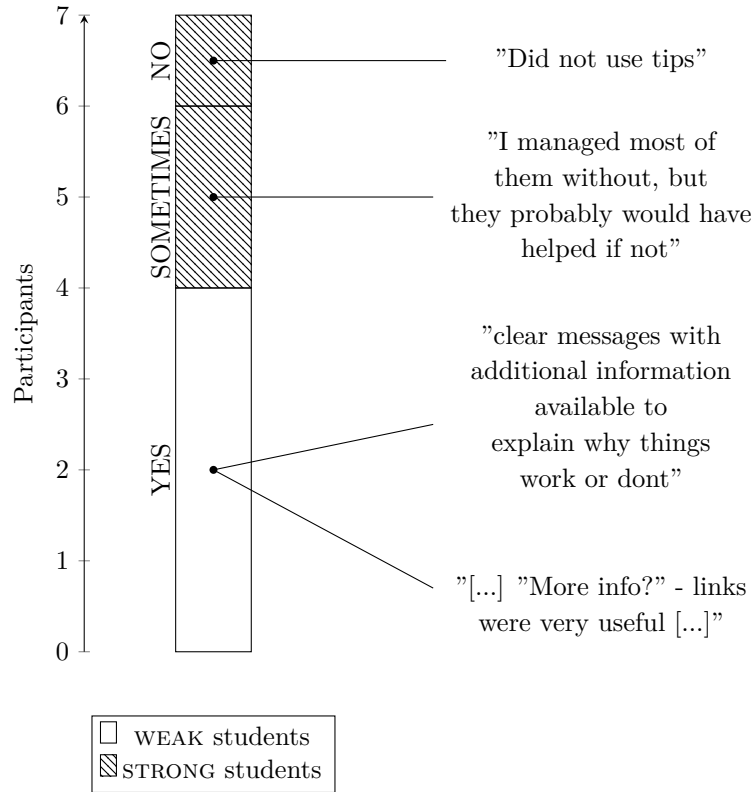 7
6
5
4
3
2
1
0
Participants
NO
SOMETIMES
YES
"Did not use tips"
"I managed most of
them without, but
they probably would have
helped if not"
"clear messages with
additional information
available to
explain why things
work or dont"
"[...] "More info?" - links
were very useful [...]"
WEAK students
STRONG students